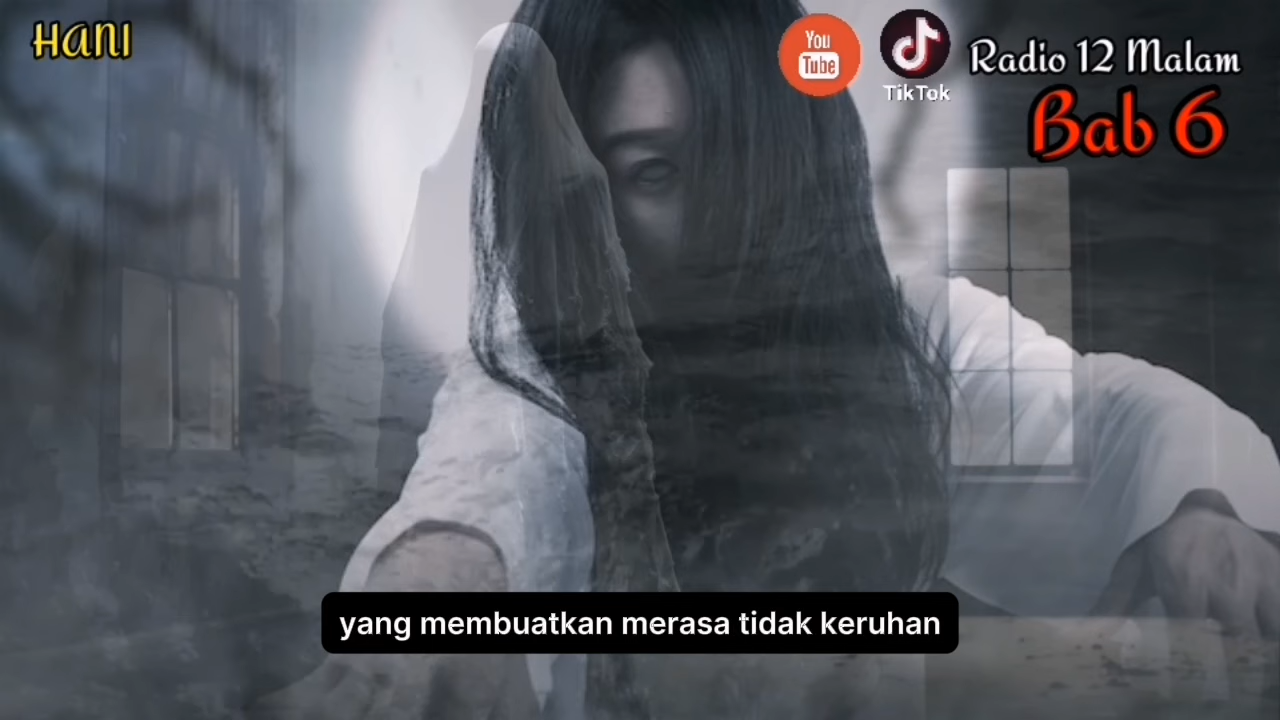 HANI
You
Tube
TikTok
Radio 12 Malam
Bab 6
yang membuatkan merasa tidak keruhan